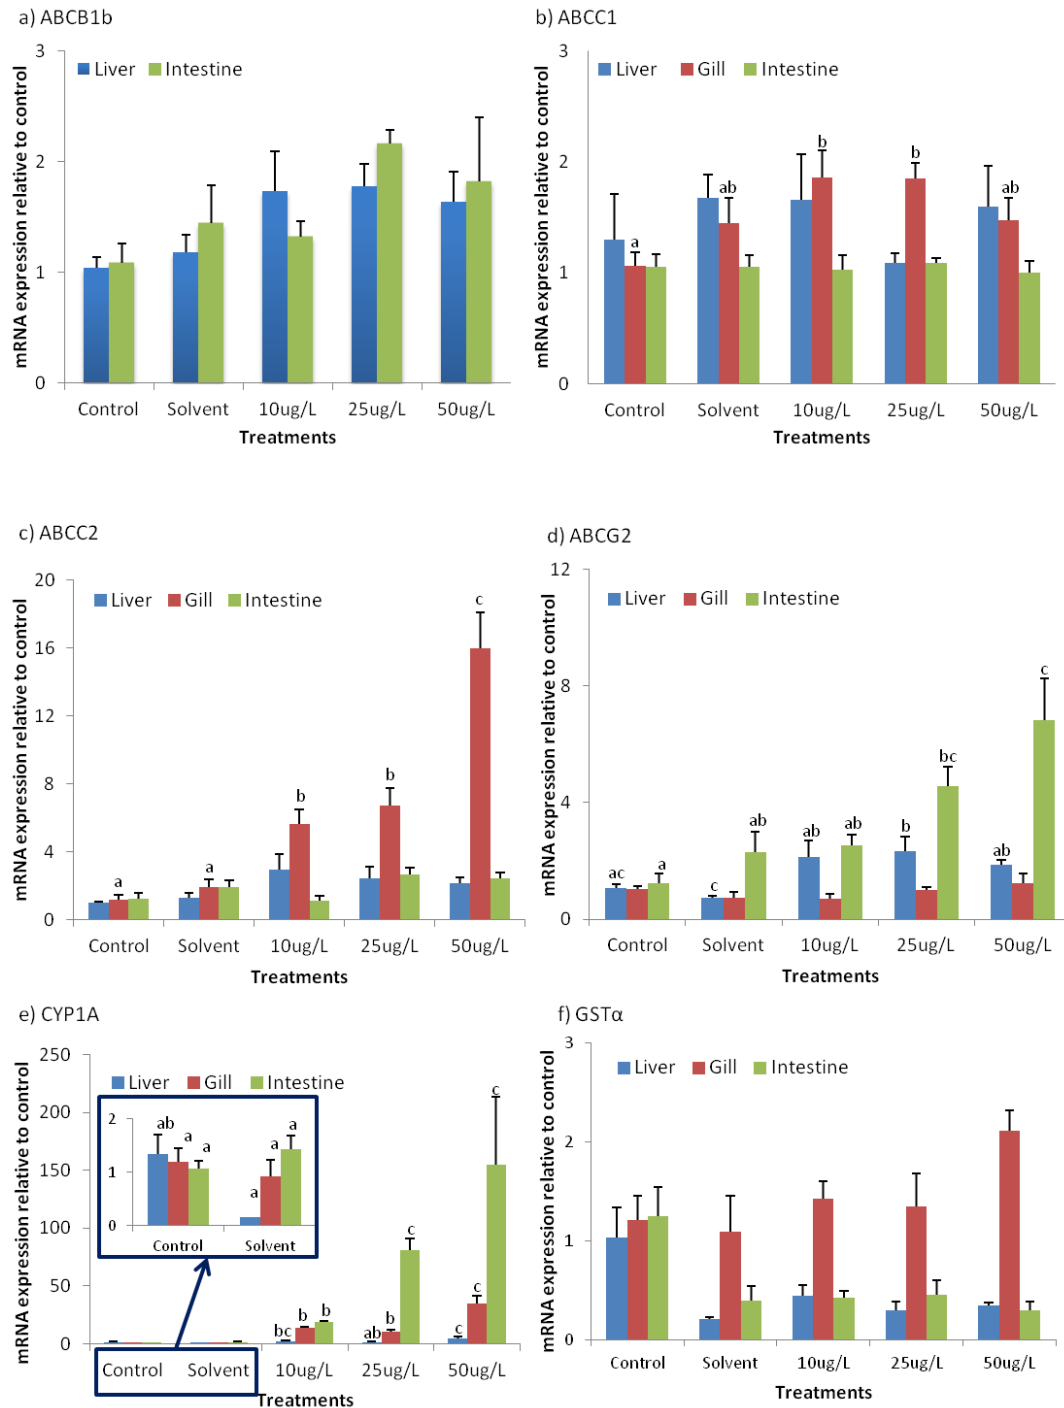 a) ABCB1b
mRNA expression relative to control
3
2
1
0
Liver Intestine
Control Solvent 10ug/L 25ug/L 50ug/L
Treatments
b) ABCC1
mRNA expression relative to control
3
2
1
0
Liver Gill Intestine
a ab b b ab
Control Solvent 10ug/L 25ug/L 50ug/L
Treatments
c) ABCC2
mRNA expression relative to control
20
16
12
8
4
0
Liver Gill Intestine
a a b b c
Control Solvent 10ug/L 25ug/L 50ug/L
Treatments
d) ABCG2
mRNA expression relative to control
12
8
4
0
Liver Gill Intestine
ac a c ab ab ab b bc ab c
Control Solvent 10ug/L 25ug/L 50ug/L
Treatments
e) CYP1A
mRNA expression relative to control
250
200
150
100
50
0
Liver Gill Intestine
2
1
0
ab a a a a a
Control Solvent
bc b b ab b c c c c
Control Solvent 10ug/L 25ug/L 50ug/L
Treatments
f) GSTα
mRNA expression relative to control
3
2
1
0
Liver Gill Intestine
Control Solvent 10ug/L 25ug/L 50ug/L
Treatments